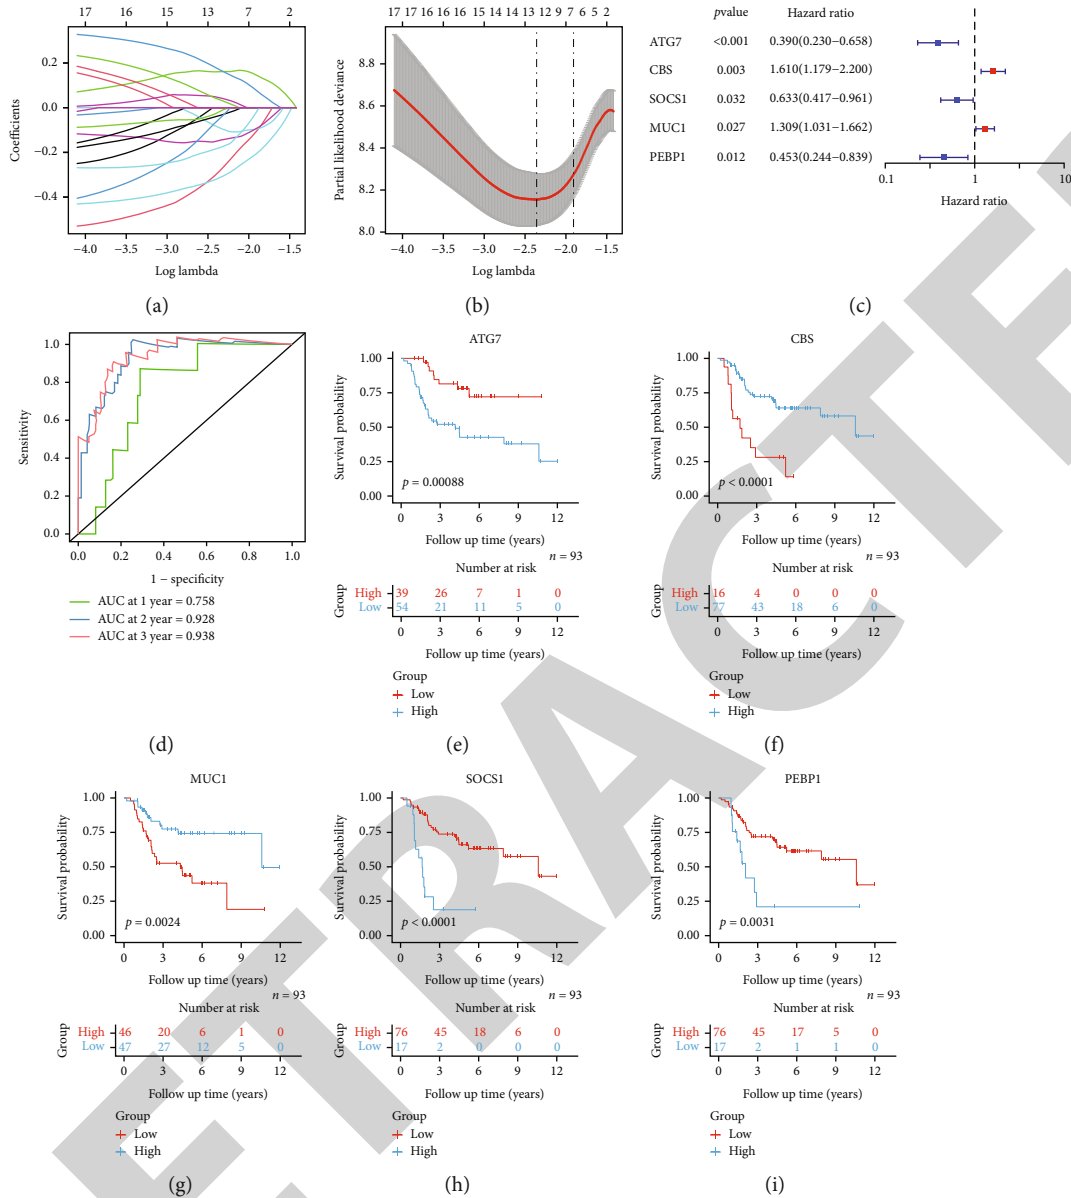 17 16 15 13 7 2
0.2
0.0
−0.2
−0.4
Coefficients
−4.0 −3.5 −3.0 −2.5 −2.0 −1.5
Log lambda
(a)
17 17 16 16 16 15 14 14 13 12 9 7 6 5 2
8.8
8.6
8.4
8.2
8.0
Partial likelihood deviance
−4.0 −3.5 −3.0 −2.5 −2.0 −1.5
Log lambda
(b)
pvalue Hazard ratio
ATG7 <0.001 0.390(0.230−0.658)
CBS 0.003 1.610(1.179−2.200)
SOCS1 0.032 0.633(0.417−0.961)
MUC1 0.027 1.309(1.031−1.662)
PEBP1 0.012 0.453(0.244−0.839)
0.1 1 10
Hazard ratio
(c)
1.0
0.8
0.6
0.4
0.2
0.0
Sensitivity
0.0 0.2 0.4 0.6 0.8 1.0
1 − specificity
AUC at 1 year = 0.758
AUC at 2 year = 0.928
AUC at 3 year = 0.938
(d)
ATG7
1.00
0.75
0.50
0.25
0.00
Survival probability
p = 0.00088
0 3 6 9 12
Follow up time (years)
n = 93
Number at risk
Group
High 39 26 7 1 0
Low 54 21 11 5 0
0 3 6 9 12
Follow up time (years)
Group
Low
High
(e)
CBS
1.00
0.75
0.50
0.25
0.00
Survival probability
p < 0.0001
0 3 6 9 12
Follow up time (years)
n = 93
Number at risk
Group
High 16 4 0 0 0
Low 77 43 18 6 0
0 3 6 9 12
Follow up time (years)
Group
Low
High
(f)
MUC1
1.00
0.75
0.50
0.25
0.00
Survival probability
p = 0.0024
0 3 6 9 12
Follow up time (years)
n = 93
Number at risk
Group
High 46 20 6 1 0
Low 47 27 12 5 0
0 3 6 9 12
Follow up time (years)
Group
Low
High
(g)
SOCS1
1.00
0.75
0.50
0.25
0.00
Survival probability
p < 0.0001
0 3 6 9 12
Follow up time (years)
n = 93
Number at risk
Group
High 76 45 18 6 0
Low 17 2 0 0 0
0 3 6 9 12
Follow up time (years)
Group
Low
High
(h)
PEBP1
1.00
0.75
0.50
0.25
0.00
Survival probability
p = 0.0031
0 3 6 9 12
Follow up time (years)
n = 93
Number at risk
Group
High 76 45 17 5 0
Low 17 2 1 1 0
0 3 6 9 12
Follow up time (years)
Group
Low
High
(i)
ETRACTE